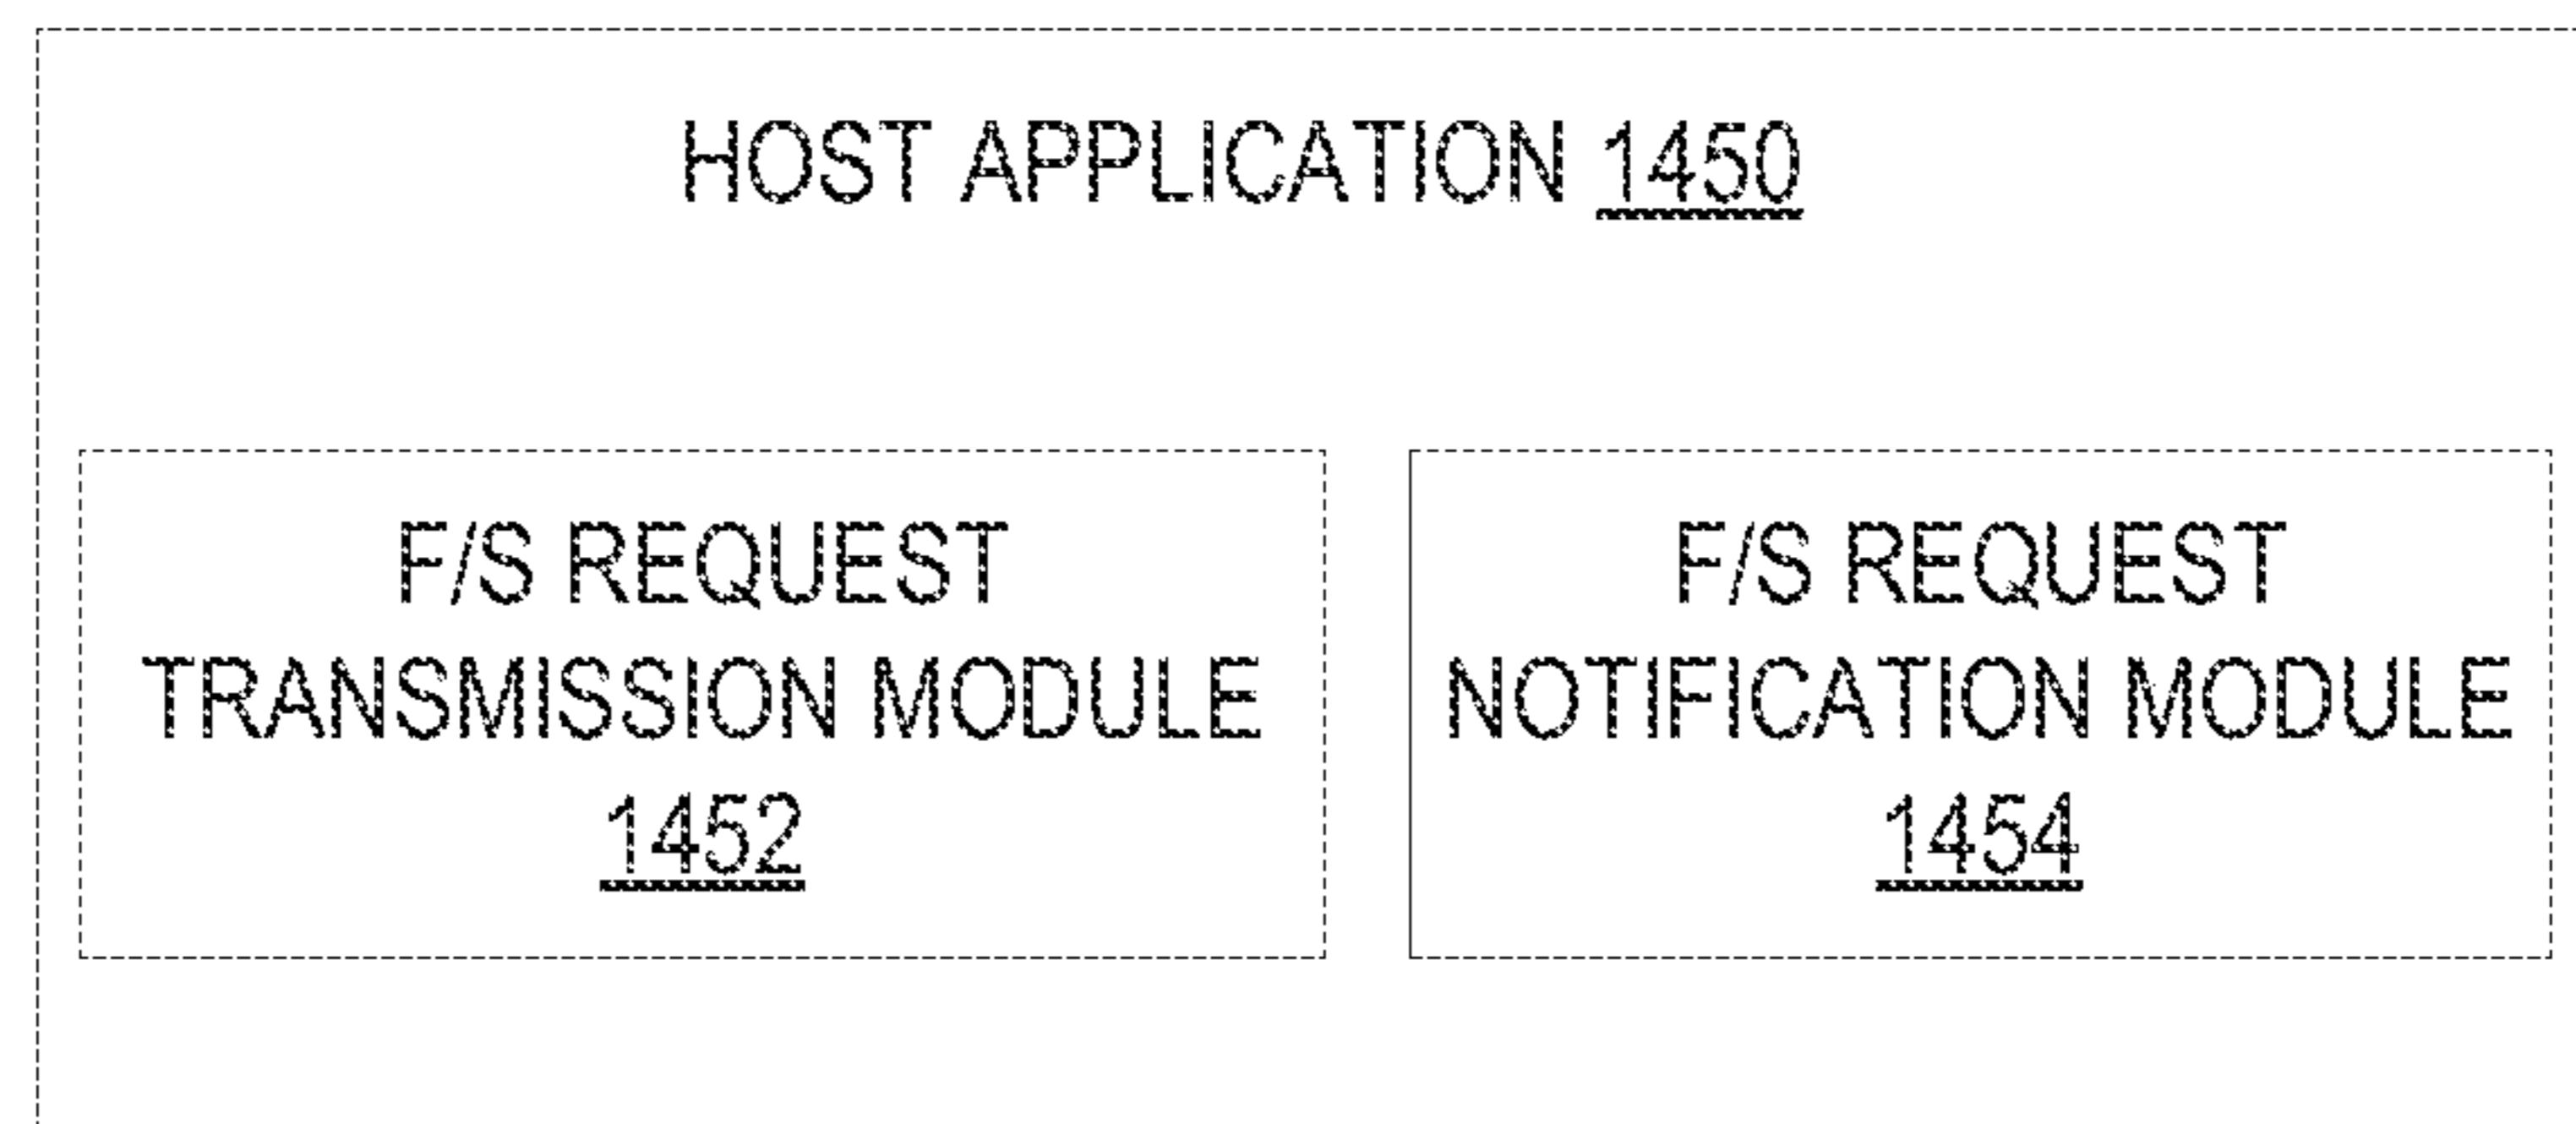 HOST APPLICATION 1450
F/S REQUEST
TRANSMISSION MODULE
1452
F/S REQUEST
NOTIFICATION MODULE
1454